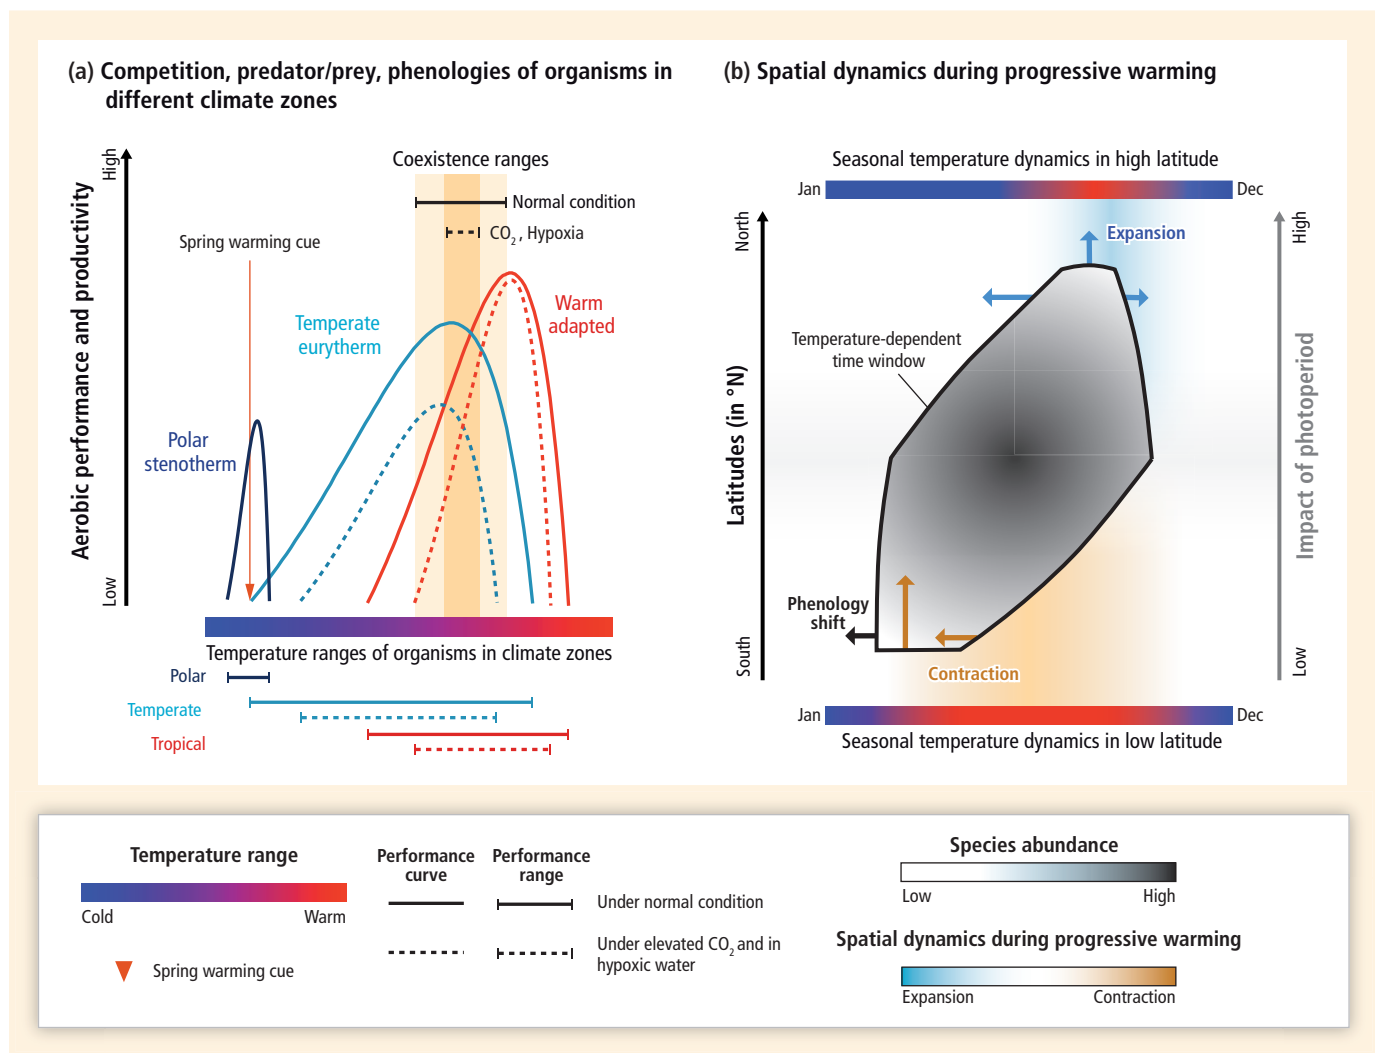 (a) Competition, predator/prey, phenologies of organisms in
different climate zones
High
Aerobic performance and productivity
Low
Coexistence ranges
Normal condition
CO2, Hypoxia
Spring warming cue
Temperate
eurytherm
Warm
adapted
Polar
stenotherm
Temperature ranges of organisms in climate zones
Polar
Temperate
Tropical
(b) Spatial dynamics during progressive warming
Seasonal temperature dynamics in high latitude
Jan
Dec
North
Latitudes (in °N)
South
High
Impact of photoperiod
Low
Expansion
Temperature-dependent
time window
Phenology
shift
Contraction
Jan
Dec
Seasonal temperature dynamics in low latitude
Temperature range
Cold
Warm
Spring warming cue
Performance
curve
Performance
range
Under normal condition
Under elevated CO2 and in
hypoxic water
Species abundance
Low
High
Spatial dynamics during progressive warming
Expansion
Contraction